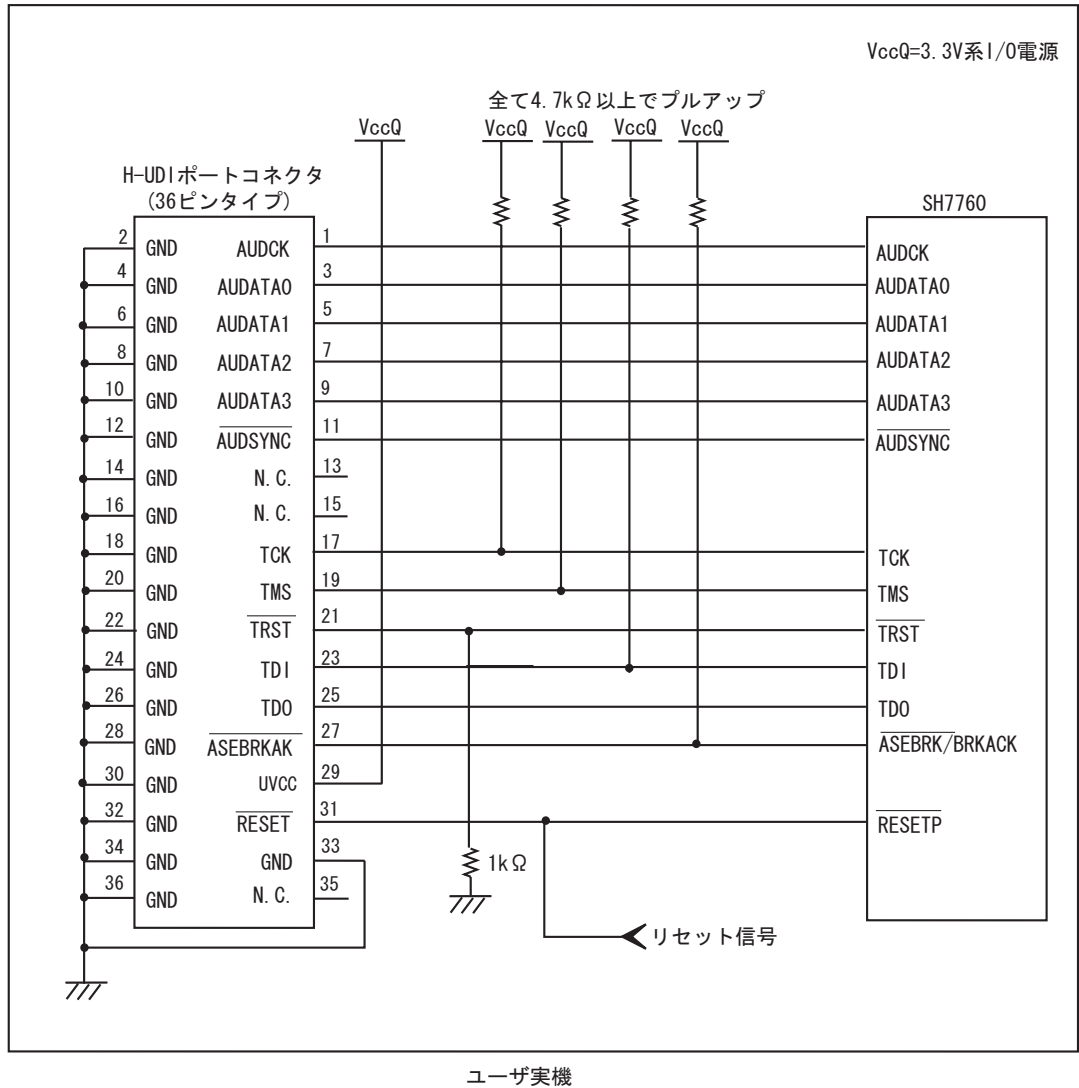 VccQ=3.3V系I/O電源
全て4.7kΩ以上でプルアップ
VccQ
VccQ VccQ VccQ VccQ
H-UDIポートコネクタ
(36ピンタイプ)
SH7760
2 GND AUDCK 1 AUDCK
4 GND AUDATA0 3 AUDATA0
6 GND AUDATA1 5 AUDATA1
8 GND AUDATA2 7 AUDATA2
10 GND AUDATA3 9 AUDATA3
12 GND AUDSYNC 11 AUDSYNC
14 GND N.C. 13
16 GND N.C. 15
18 GND TCK 17 TCK
20 GND TMS 19 TMS
22 GND TRST 21 TRST
24 GND TDI 23 TDI
26 GND TDO 25 TDO
28 GND ASEBRKAK 27 ASEBRK/BRKACK
30 GND UVCC 29
32 GND RESET 31 RESETP
34 GND GND 33
1kΩ
36 GND N.C. 35
リセット信号
ユーザ実機